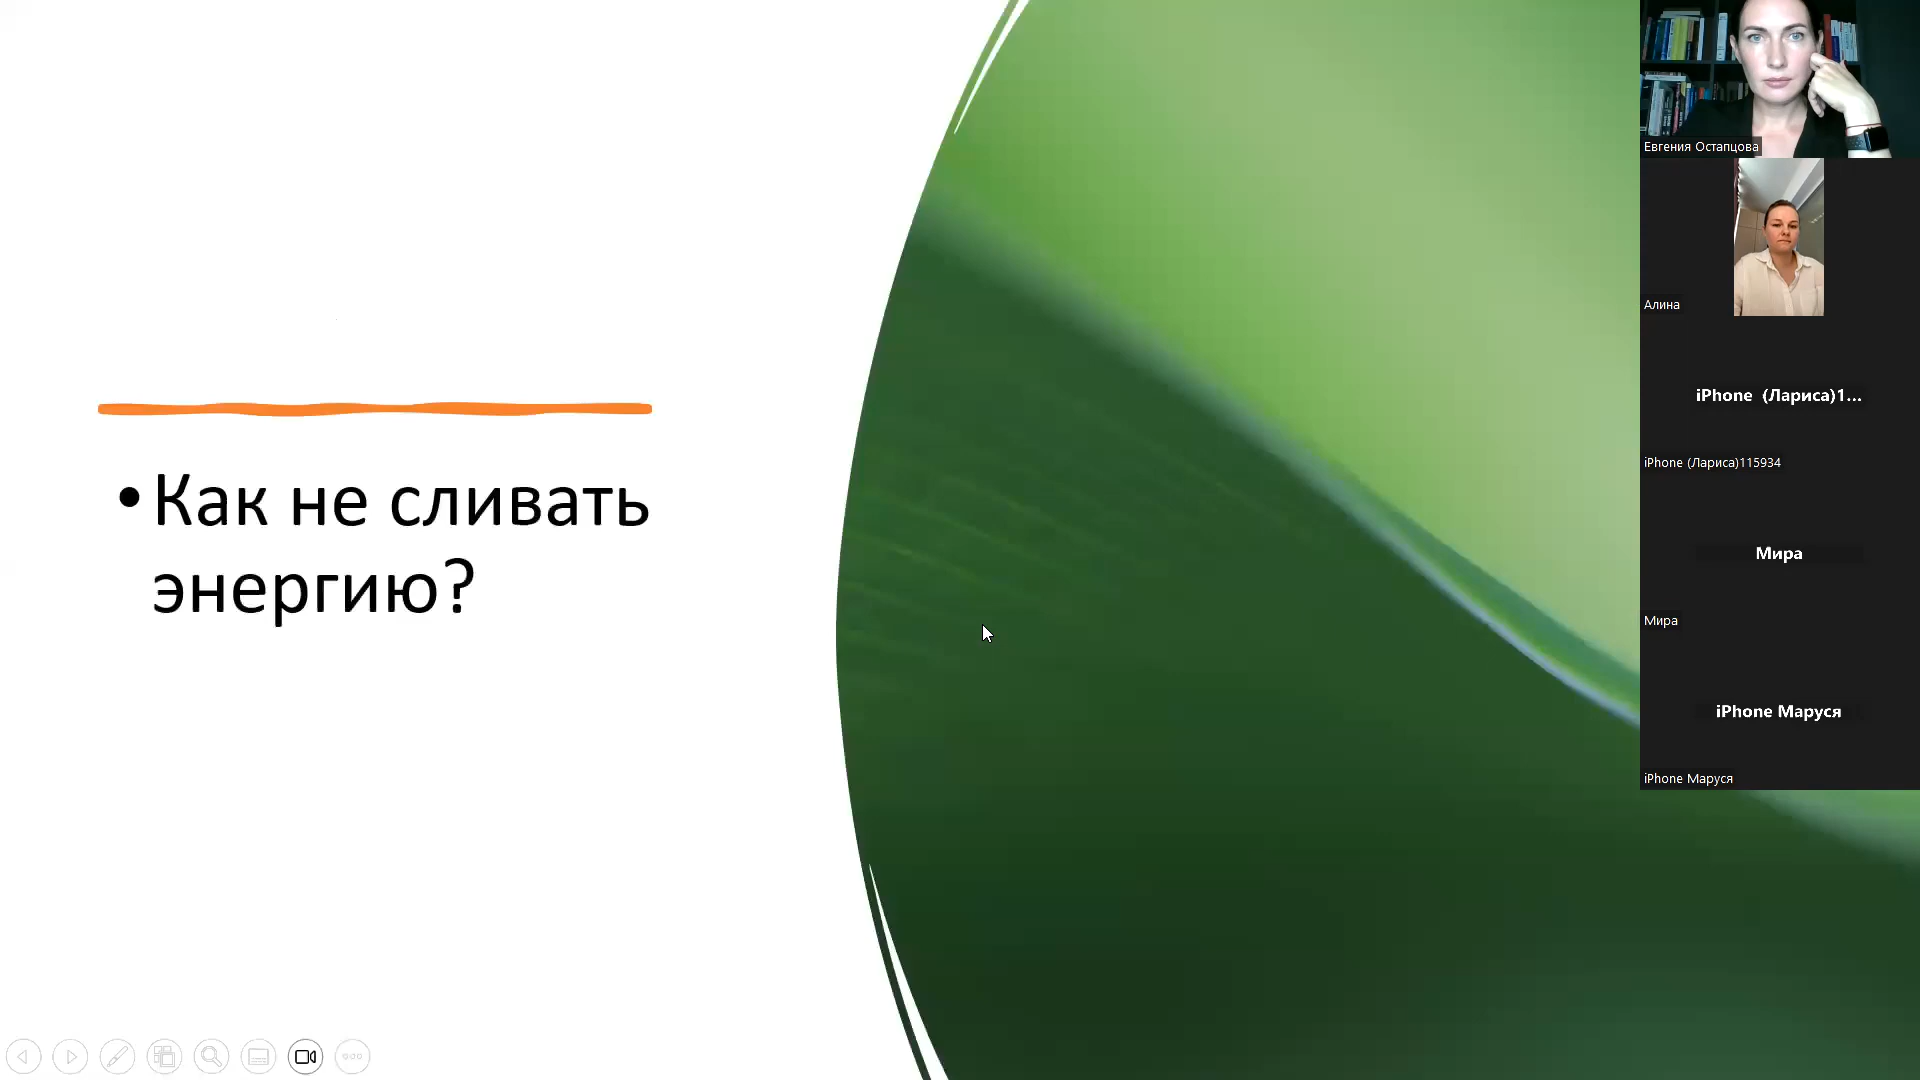 • Как не сливать
энергию?
Евгения Остапцова
Алина
iPhone (Лариса)1...
iPhone (Лариса)115934
Мира
Мира
iPhone Маруся
iPhone Маруся